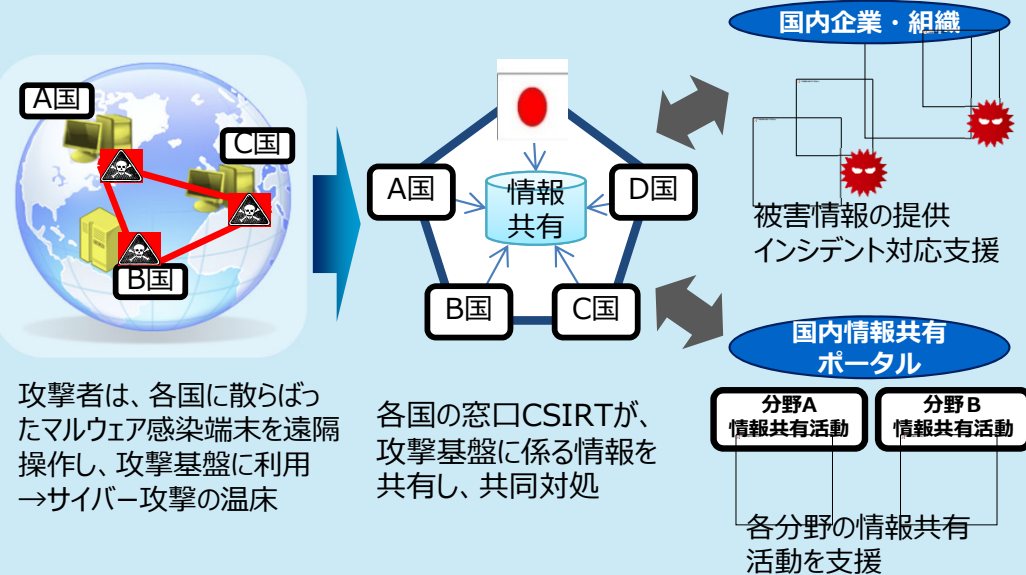 A国
C国
B国
攻撃者は、各国に散らばっ
たマルウェア感染端末を遠隔
操作し、攻撃基盤に利用
→サイバー攻撃の温床
A国
情報
共有
D国
B国
C国
各国の窓口CSIRTが、
攻撃基盤に係る情報を
共有し、共同対処
国内企業・組織
被害情報の提供
インシデント対応支援
国内情報共有
ポータル
分野A
情報共有活動
分野B
情報共有活動
各分野の情報共有
活動を支援